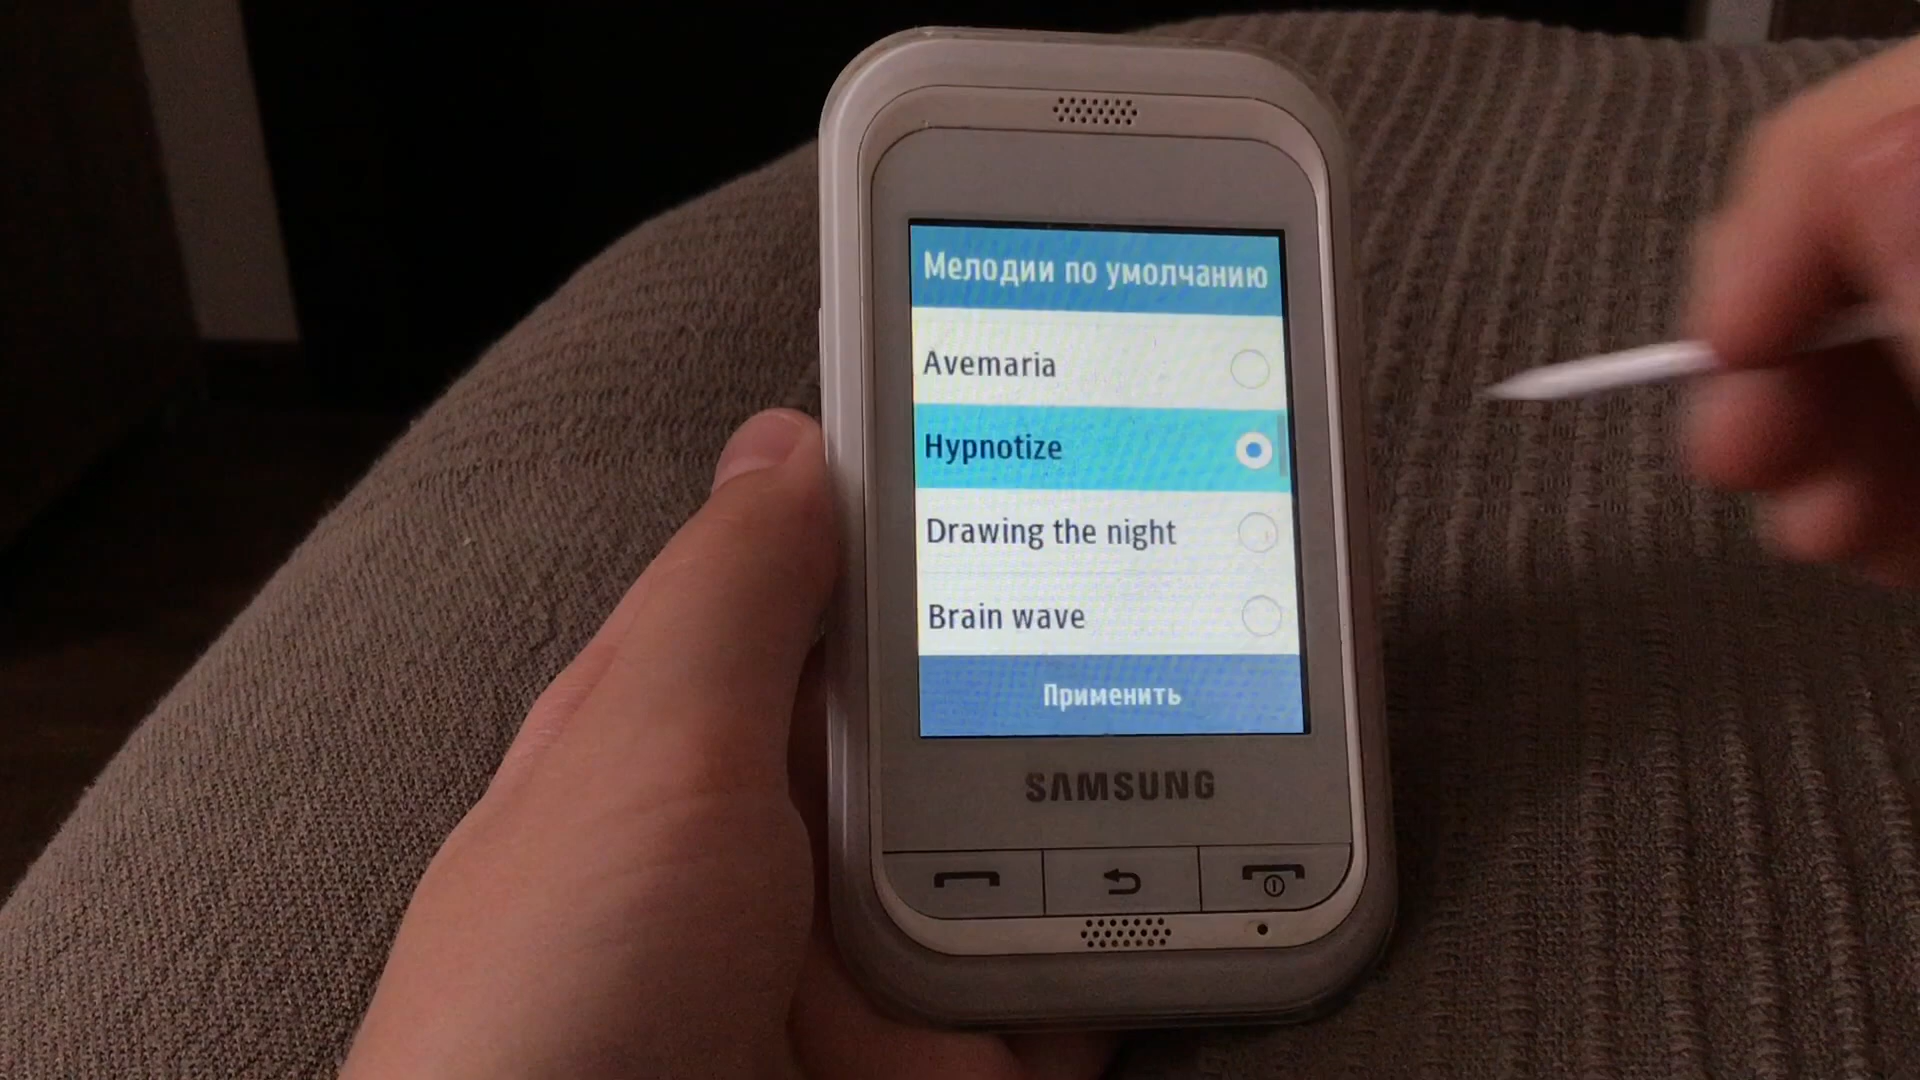 Мелодии по умолчанию
Avemaria
Hypnotize
Drawing the night
Brain wave
Применить
SAMSUNG